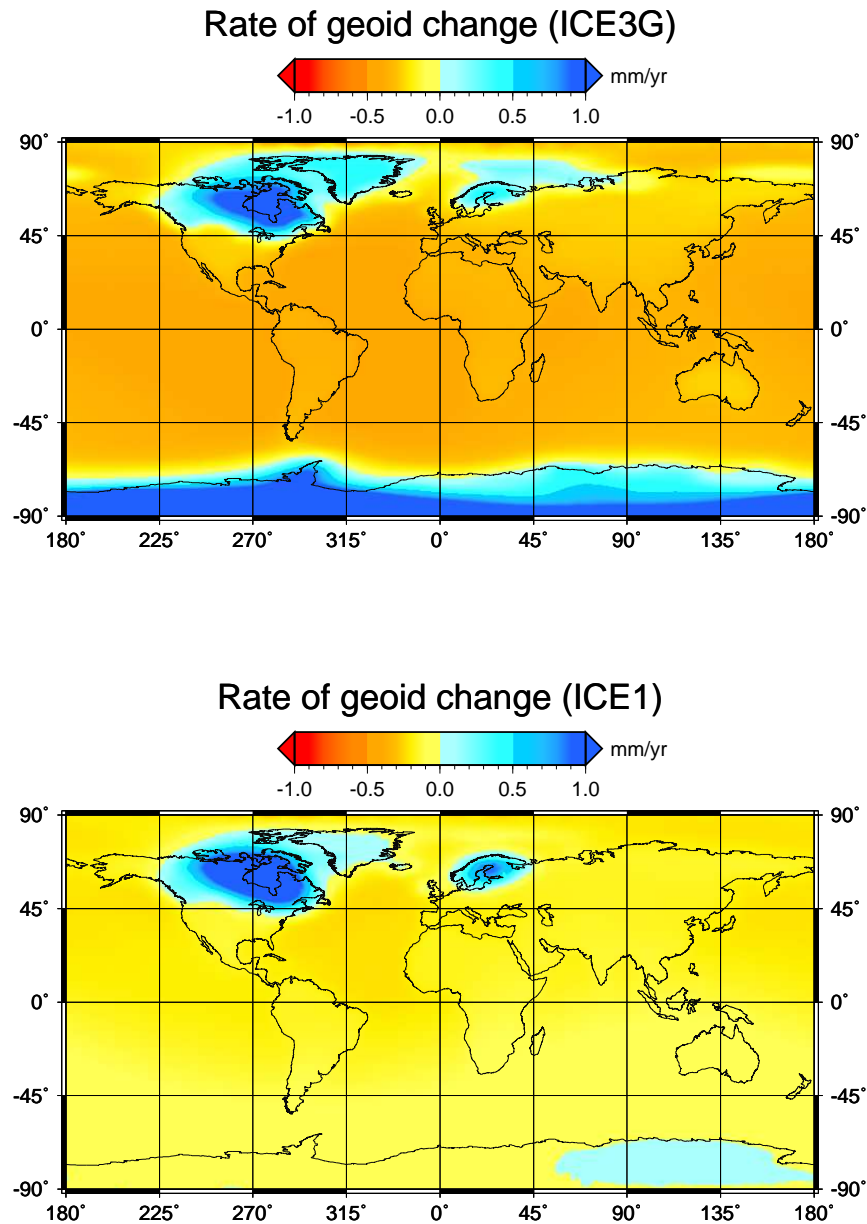 Rate of geoid change (ICE3G)
mm/yr
-1.0 -0.5 0.0 0.5 1.0
90˚ 90˚
45˚ 45˚
0˚ 0˚
-45˚ -45˚
-90˚ -90˚
180˚ 225˚ 270˚ 315˚ 0˚ 45˚ 90˚ 135˚ 180˚
Rate of geoid change (ICE1)
mm/yr
-1.0 -0.5 0.0 0.5 1.0
90˚ 90˚
45˚ 45˚
0˚ 0˚
-45˚ -45˚
-90˚ -90˚
180˚ 225˚ 270˚ 315˚ 0˚ 45˚ 90˚ 135˚ 180˚